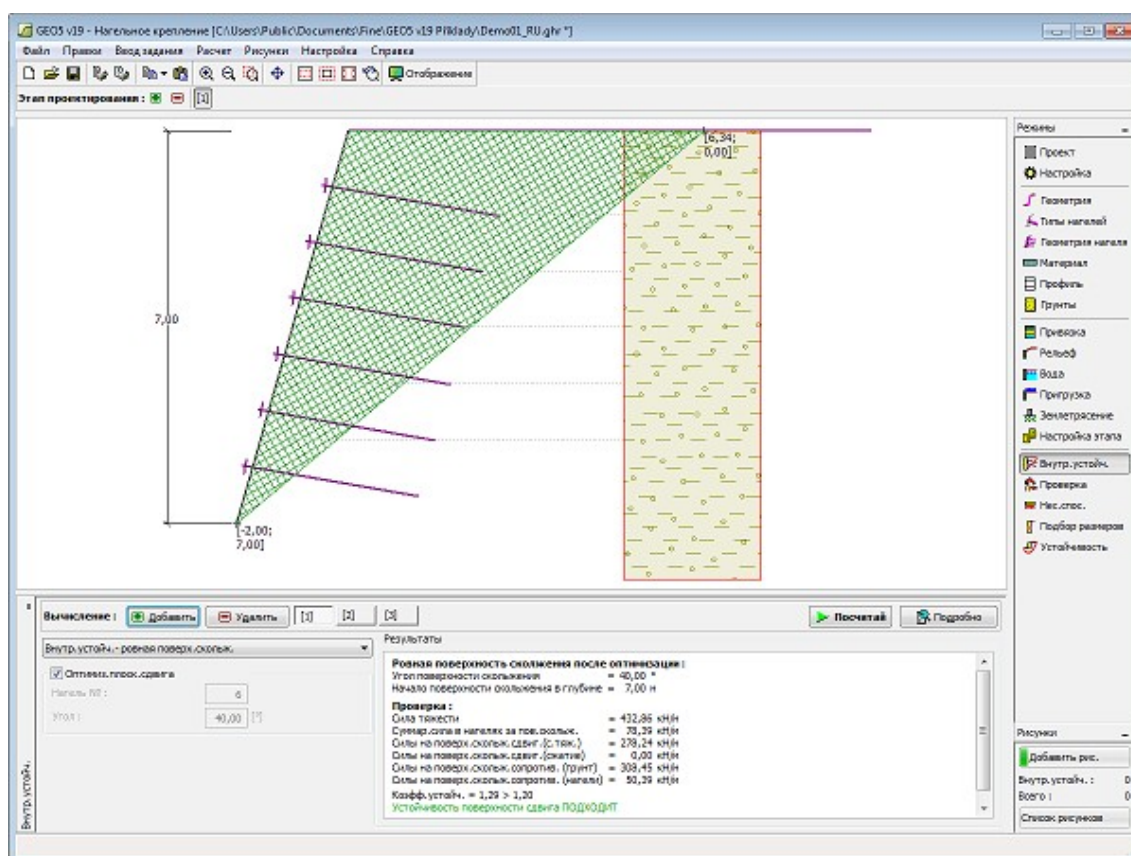 GEO5 v19 - Нагельное крепление [C:\Users\Public\Documents\Fine\GEO5 v19 Příklady\Demo01_RU.ghr *]
Файл Правки Ввод задания Расчет Рисунки Настройка Справка
Отображение
Этап проектирования : [1]
[6,34;
0,00]
7,00
[-2,00;
7,00]
Режимы
Проект
Настройка
Геометрия
Типы нагелей
Геометрия нагеля
Материал
Профиль
Грунты
Привязка
Рельеф
Вода
Пригрузка
Землетрясение
Настройка этапа
Внутр.устойч.
Проверка
Нес.спос.
Подбор размеров
Устойчивость
Вычисление : Добавить Удалить [1] [2] [3] Посчитай Подробно
Внутр.устойч.- ровная поверх.скольж.
Оптимиз.плоск.сдвига
Нагель № : 6
Угол : 40,00 [°]
Результаты
Ровная поверхность скольжения после оптимизации :
Угол поверхности скольжения = 40,00 °
Начало поверхности скольжения в глубине = 7,00 м
Проверка :
Сила тяжести = 432,86 кН/м
Суммар.сила в нагелях за пов.скольж. = 78,39 кН/м
Силы на поверх.скольж.сдвиг.(с.тяж.) = 278,24 кН/м
Силы на поверх.скольж.сдвиг.(сжатие) = 0,00 кН/м
Силы на поверх.скольж.сопротив. (грунт) = 308,45 кН/м
Силы на поверх.скольж.сопротив. (нагели) = 50,39 кН/м
Коэфф.устойч. = 1,29 > 1,20
Устойчивость поверхности сдвига ПОДХОДИТ
Внутр.устойч.
Рисунки
Добавить рис.
Внутр.устойч. : 0
Всего : 0
Список рисунков